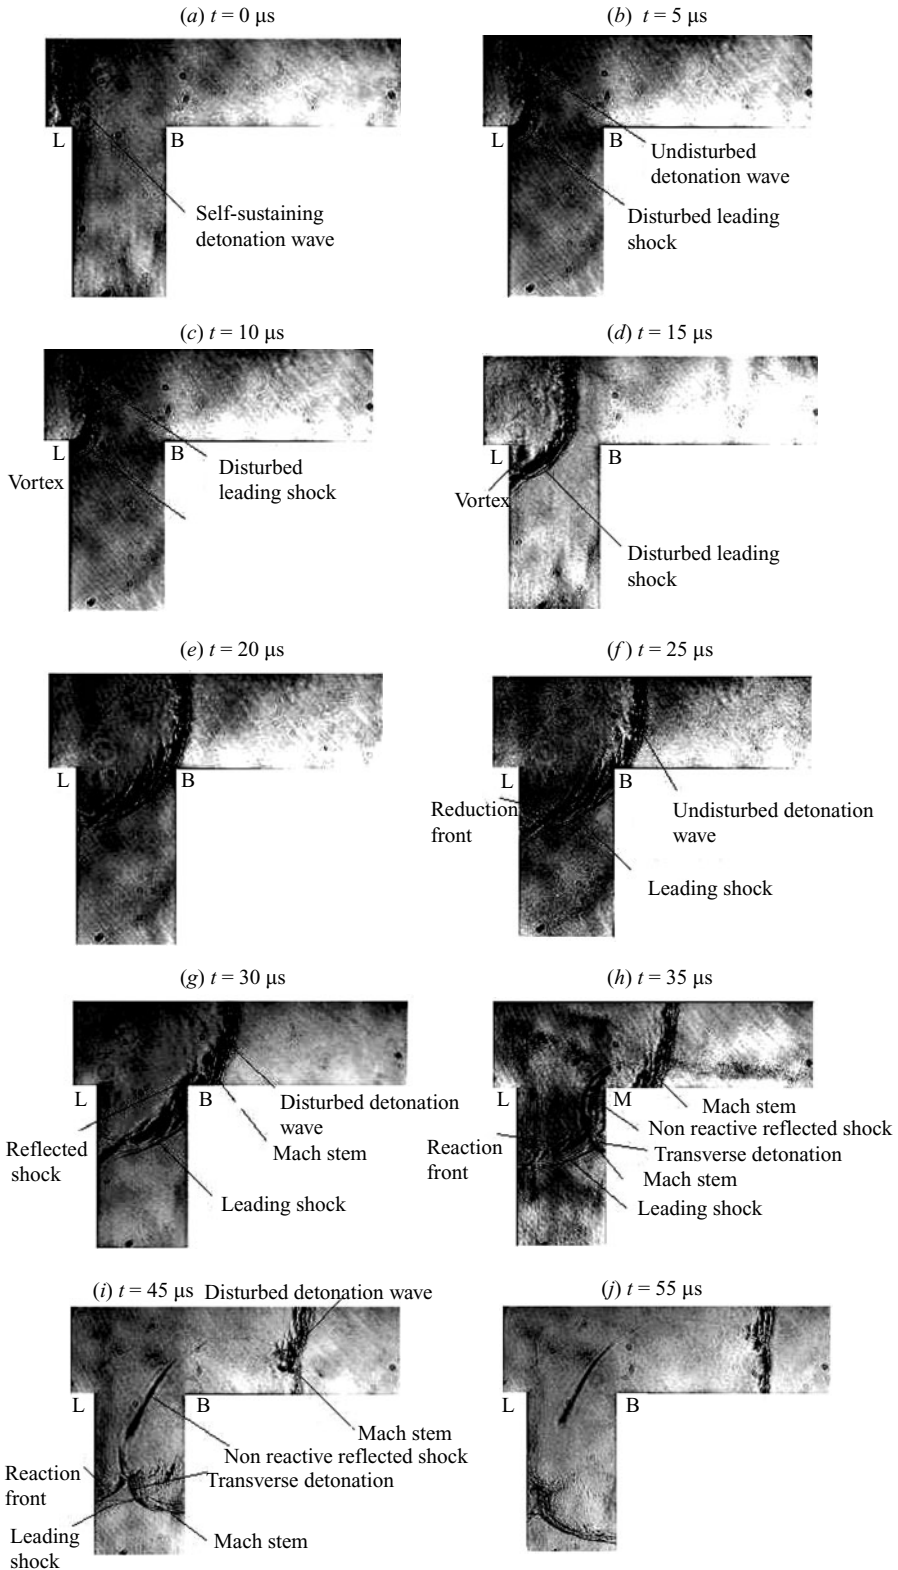 (a) t = 0 μs
(b) t = 5 μs
L
B
L
B
Undisturbed
detonation wave
Self-sustaining
detonation wave
Disturbed leading
shock
(c) t = 10 μs
(d) t = 15 μs
L
B
L
B
Vortex
Disturbed
leading shock
Vortex
Disturbed leading
shock
(e) t = 20 μs
(f) t = 25 μs
L
B
L
B
Reduction
front
Undisturbed detonation
wave
Leading shock
(g) t = 30 μs
(h) t = 35 μs
L
B
Disturbed detonation
wave
Mach stem
Reflected
shock
Leading shock
L
M
Mach stem
Non reactive reflected shock
Reaction
front
Transverse detonation
Mach stem
Leading shock
(i) t = 45 μs
Disturbed detonation wave
(j) t = 55 μs
L
B
L
B
Mach stem
Non reactive reflected shock
Reaction
front
Transverse detonation
Leading
shock
Mach stem